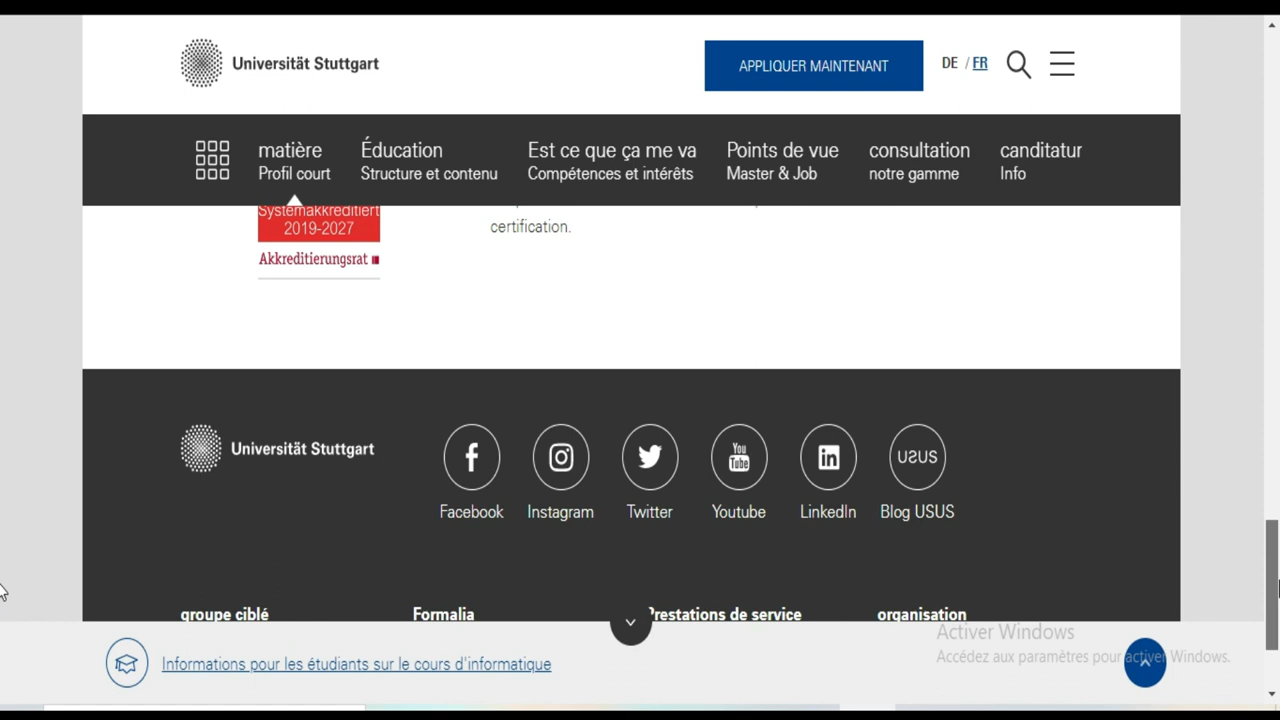 Universität Stuttgart
APPLIQUER MAINTENANT
DE / FR
matière
Profil court
Éducation
Structure et contenu
Est ce que ça me va
Compétences et intérêts
Points de vue
Master & Job
consultation
notre gamme
canditatur
Info
Systemakkreditiert
2019-2027
Akkreditierungsrat
certification.
Universität Stuttgart
You
Tube
in
USUS
Facebook
Instagram
Twitter
Youtube
LinkedIn
Blog USUS
groupe ciblé
Formalia
Prestations de service
organisation
Informations pour les étudiants sur le cours d'informatique
Activer Windows
Accédez aux paramètres pour activer Windows.